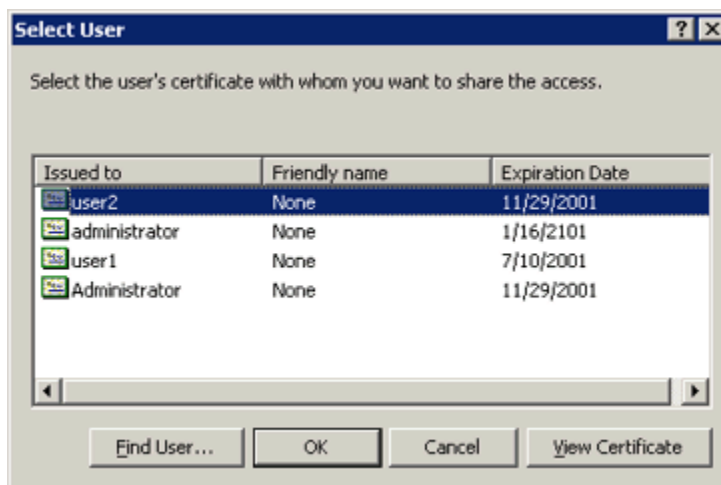 Select User
Select the user's certificate with whom you want to share the access.
Issued to Friendly name Expiration Date
user2 None 11/29/2001
administrator None 1/16/2101
user1 None 7/10/2001
Administrator None 11/29/2001
Find User... OK Cancel View Certificate